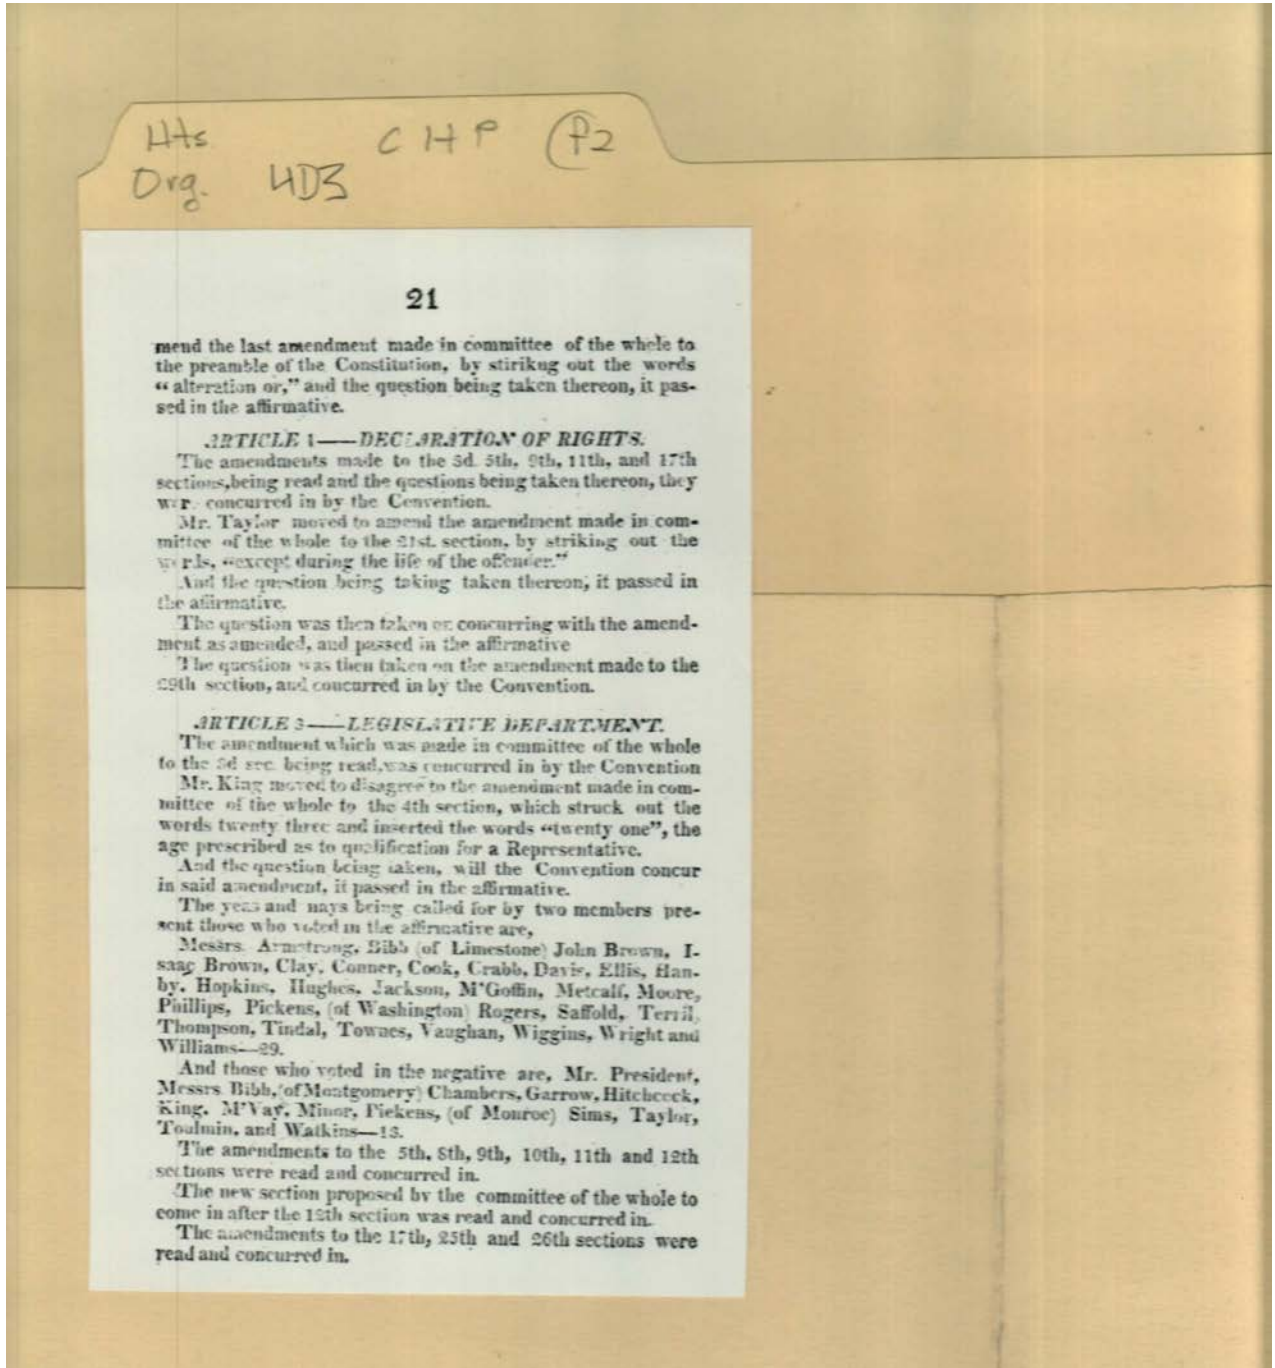 Hts CHP P2
Org. 4D3
21
mend the last amendment made in committee of the whole to
the preamble of the Constitution, by stirikng out the words
“ alteration or,” and the question being taken thereon, it pas-
sed in the affirmative.
ARTICLE 1——DECLARATION OF RIGHTS.
The amendments made to the 3d 5th, 9th, 11th, and 17th
sections,being read and the questions being taken thereon, they
wer concurred in by the Convention.
Mr. Taylor moved to amend the amendment made in com-
mittee of the whole to the 21st. section, by striking out the
words, “except during the life of the offender.”
And the question being taking taken thereon, it passed in
the affirmative.
The question was then taken on concurring with the amend-
ment as amended, and passed in the affirmative
The question was then taken on the amendment made to the
29th section, and concurred in by the Convention.
ARTICLE 3——LEGISLATIVE DEPARTMENT.
The amendment which was made in committee of the whole
to the 3d sec. being read,was concurred in by the Convention
Mr. King moved to disagree to the amendment made in com-
mittee of the whole to the 4th section, which struck out the
words twenty three and inserted the words “twenty one”, the
age prescribed as to qualification for a Representative.
And the question being taken, will the Convention concur
in said amendment, it passed in the affirmative.
The yeas and nays being called for by two members pre-
sent those who voted in the affirmative are,
Messrs. Armstrong, Bibb (of Limestone) John Brown, I-
saac Brown, Clay, Conner, Cook, Crabb, Davis, Ellis, Han-
by, Hopkins, Hughes, Jackson, M'Goffin, Metcalf, Moore,
Phillips, Pickens, (of Washington) Rogers, Saffold, Terril,
Thompson, Tindal, Townes, Vaughan, Wiggins, Wright and
Williams—29.
And those who voted in the negative are, Mr. President,
Messrs Bibb,(of Montgomery) Chambers, Garrow, Hitchcock,
King, M'Vay, Minor, Pickens, (of Monroe) Sims, Taylor,
Toulmin, and Watkins—13.
The amendments to the 5th, 8th, 9th, 10th, 11th and 12th
sections were read and concurred in.
The new section proposed by the committee of the whole to
come in after the 12th section was read and concurred in.
The amendments to the 17th, 25th and 26th sections were
read and concurred in.